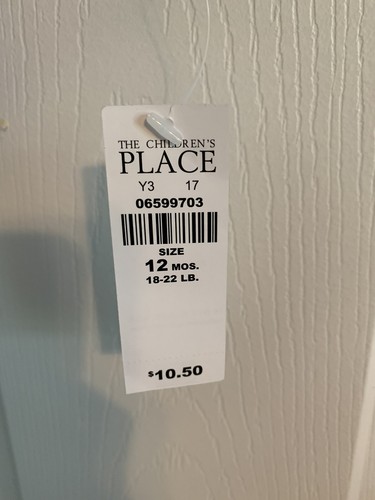 THE CHILDREN'S
PLACE
Y3 17
06599703
SIZE
12 MOS.
18-22 LB.
$10.50